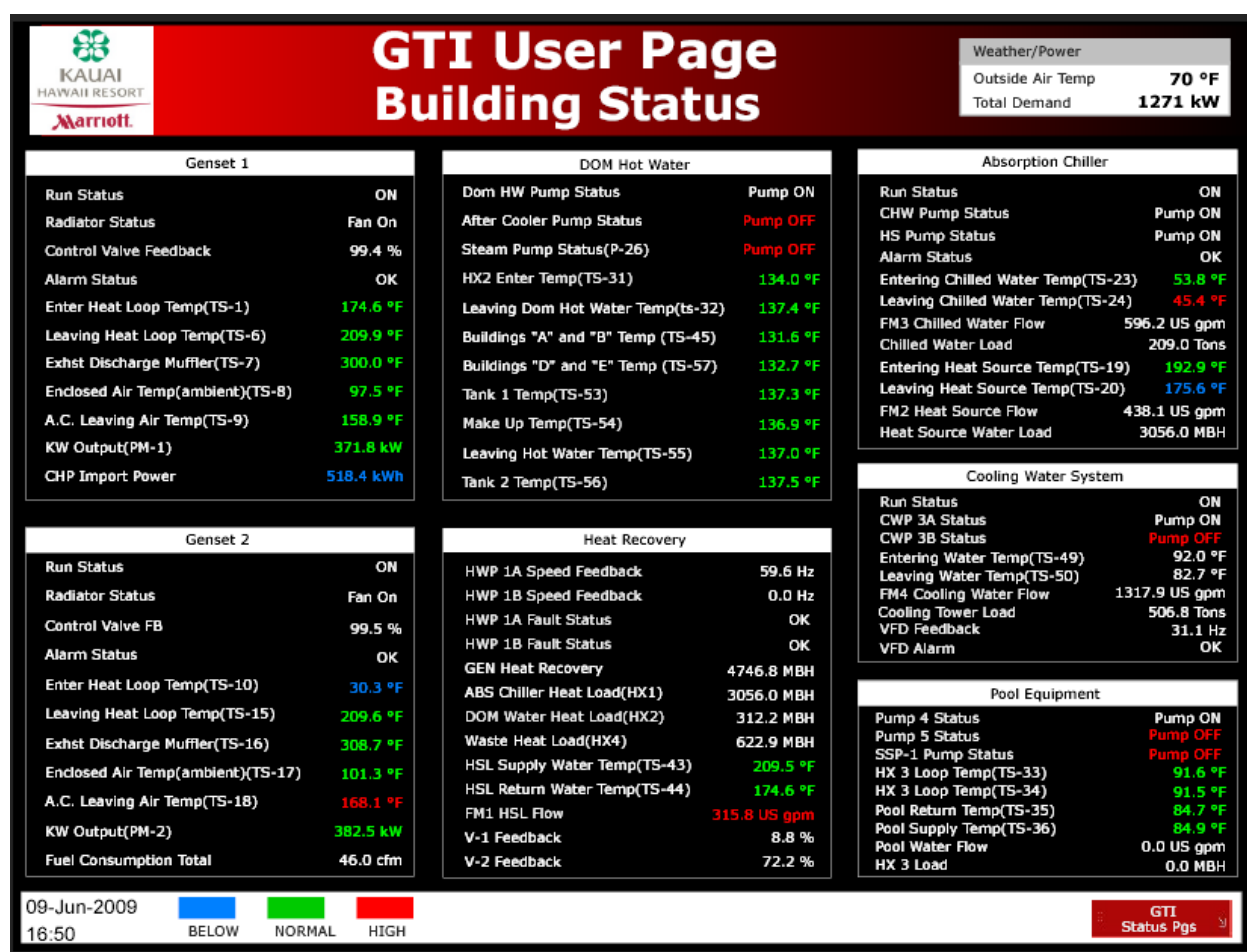 KAUAI
HAWAII RESORT
Marriott.
GTI User Page
Building Status
Weather/Power
Outside Air Temp 70 °F
Total Demand 1271 kW
Genset 1
Run Status ON
Radiator Status Fan On
Control Valve Feedback 99.4 %
Alarm Status OK
Enter Heat Loop Temp(TS-1) 174.6 °F
Leaving Heat Loop Temp(TS-6) 209.9 °F
Exhst Discharge Muffler(TS-7) 300.0 °F
Enclosed Air Temp(ambient)(TS-8) 97.5 °F
A.C. Leaving Air Temp(TS-9) 158.9 °F
KW Output(PM-1) 371.8 kW
CHP Import Power 518.4 kWh
DOM Hot Water
Dom HW Pump Status Pump ON
After Cooler Pump Status Pump OFF
Steam Pump Status(P-26) Pump OFF
HX2 Enter Temp(TS-31) 134.0 °F
Leaving Dom Hot Water Temp(ts-32) 137.4 °F
Buildings "A" and "B" Temp (TS-45) 131.6 °F
Buildings "D" and "E" Temp (TS-57) 132.7 °F
Tank 1 Temp(TS-53) 137.3 °F
Make Up Temp(TS-54) 136.9 °F
Leaving Hot Water Temp(TS-55) 137.0 °F
Tank 2 Temp(TS-56) 137.5 °F
Absorption Chiller
Run Status ON
CHW Pump Status Pump ON
HS Pump Status Pump ON
Alarm Status OK
Entering Chilled Water Temp(TS-23) 53.8 °F
Leaving Chilled Water Temp(TS-24) 45.4 °F
FM3 Chilled Water Flow 596.2 US gpm
Chilled Water Load 209.0 Tons
Entering Heat Source Temp(TS-19) 192.9 °F
Leaving Heat Source Temp(TS-20) 175.6 °F
FM2 Heat Source Flow 438.1 US gpm
Heat Source Water Load 3056.0 MBH
Genset 2
Run Status ON
Radiator Status Fan On
Control Valve FB 99.5 %
Alarm Status OK
Enter Heat Loop Temp(TS-10) 30.3 °F
Leaving Heat Loop Temp(TS-15) 209.6 °F
Exhst Discharge Muffler(TS-16) 308.7 °F
Enclosed Air Temp(ambient)(TS-17) 101.3 °F
A.C. Leaving Air Temp(TS-18) 168.1 °F
KW Output(PM-2) 382.5 kW
Fuel Consumption Total 46.0 cfm
Heat Recovery
HWP 1A Speed Feedback 59.6 Hz
HWP 1B Speed Feedback 0.0 Hz
HWP 1A Fault Status OK
HWP 1B Fault Status OK
GEN Heat Recovery 4746.8 MBH
ABS Chiller Heat Load(HX1) 3056.0 MBH
DOM Water Heat Load(HX2) 312.2 MBH
Waste Heat Load(HX4) 622.9 MBH
HSL Supply Water Temp(TS-43) 209.5 °F
HSL Return Water Temp(TS-44) 174.6 °F
FM1 HSL Flow 315.8 US gpm
V-1 Feedback 8.8 %
V-2 Feedback 72.2 %
Cooling Water System
Run Status ON
CWP 3A Status Pump ON
CWP 3B Status Pump OFF
Entering Water Temp(TS-49) 92.0 °F
Leaving Water Temp(TS-50) 82.7 °F
FM4 Cooling Water Flow 1317.9 US gpm
Cooling Tower Load 506.8 Tons
VFD Feedback 31.1 Hz
VFD Alarm OK
Pool Equipment
Pump 4 Status Pump ON
Pump 5 Status Pump OFF
SSP-1 Pump Status Pump OFF
HX 3 Loop Temp(TS-33) 91.6 °F
HX 3 Loop Temp(TS-34) 91.5 °F
Pool Return Temp(TS-35) 84.7 °F
Pool Supply Temp(TS-36) 84.9 °F
Pool Water Flow 0.0 US gpm
HX 3 Load 0.0 MBH
09-Jun-2009
16:50
BELOW NORMAL HIGH
GTI
Status Pgs